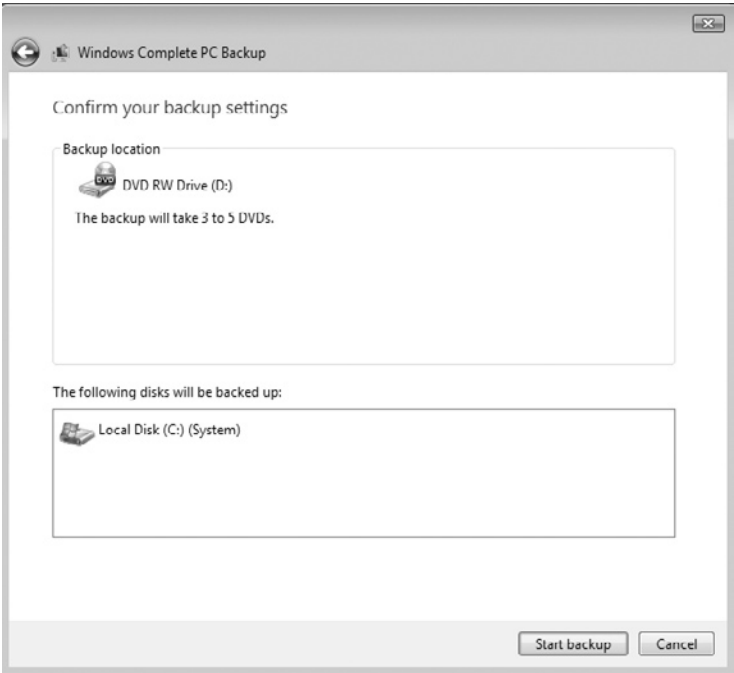 Windows Complete PC Backup
Confirm your backup settings
Backup location
DVD
DVD RW Drive (D:)
The backup will take 3 to 5 DVDs.
The following disks will be backed up:
Local Disk (C:) (System)
Start backup
Cancel